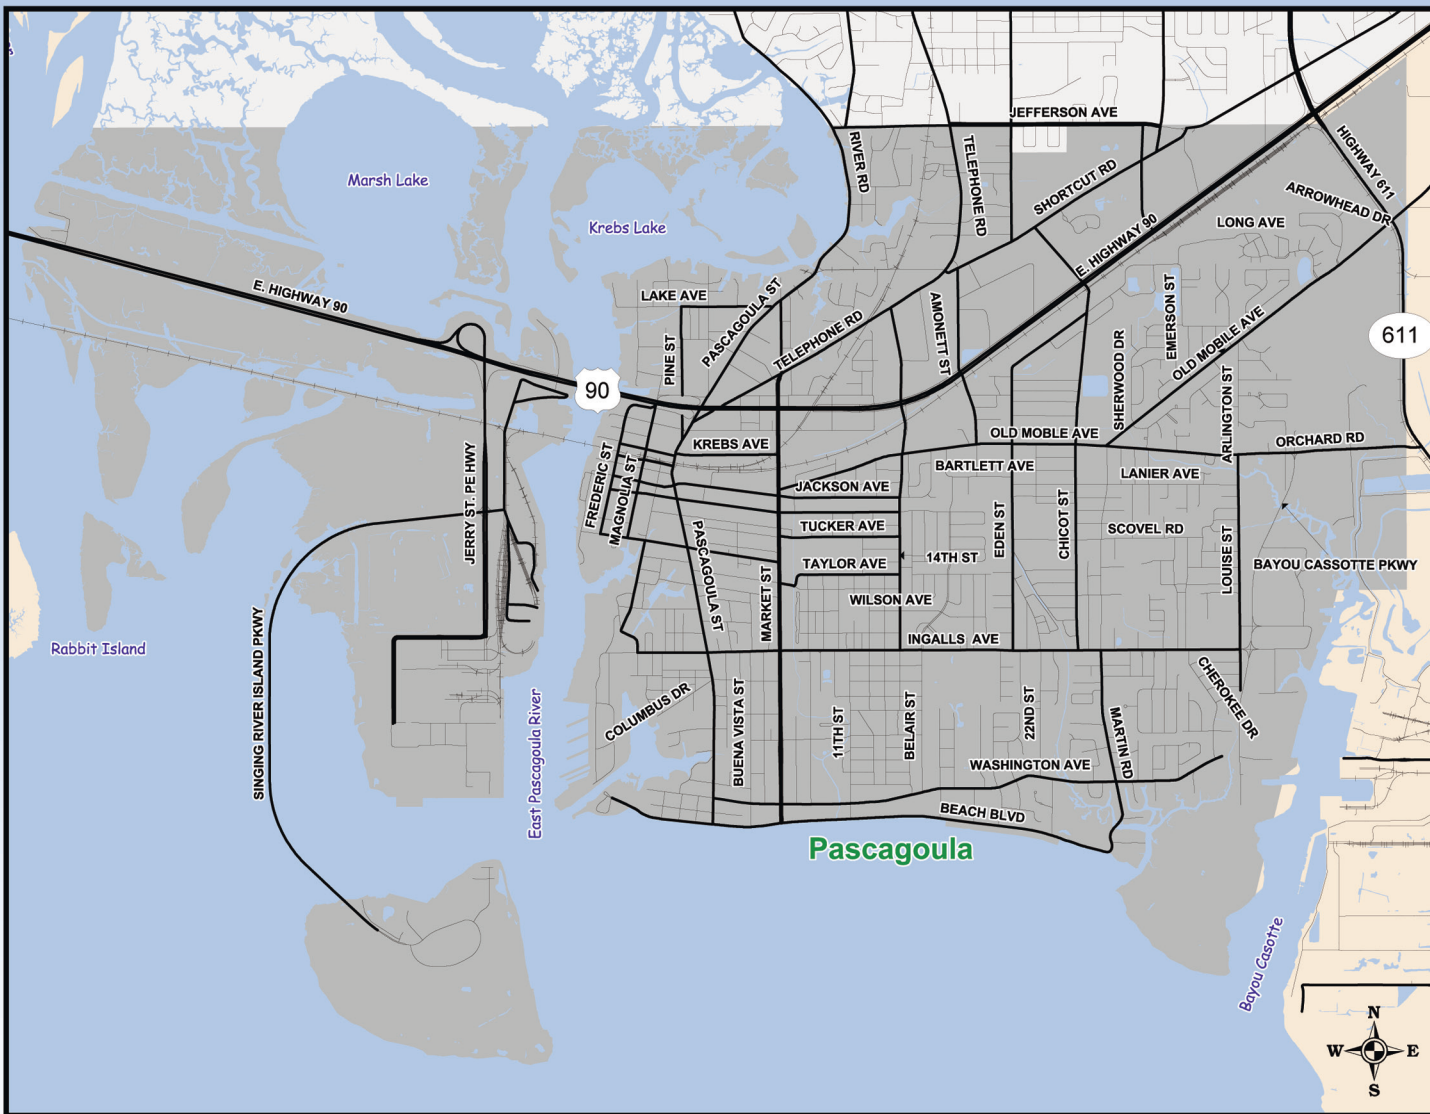 JEFFERSON AVE
RIVER RD
TELEPHONE RD
HIGHWAY 611
Marsh Lake
SHORTCUT RD
ARROWHEAD DR
Krebs Lake
LONG AVE
E. HIGHWAY 90
E. HIGHWAY 90
LAKE AVE
PASCAGOULA ST
TELEPHONE RD
AMONETT ST
EMERSON ST
OLD MOBILE AVE
611
PINE ST
SHERWOOD DR
90
ARLINGTON ST
KREBS AVE
OLD MOBLE AVE
ORCHARD RD
BARTLETT AVE
LANIER AVE
JERRY ST. PE HWY
FREDERIC ST
MAGNOLIA ST
JACKSON AVE
TUCKER AVE
EDEN ST
CHICOT ST
SCOVEL RD
PASCAGOULA ST
14TH ST
LOUISE ST
BAYOU CASSOTTE PKWY
TAYLOR AVE
MARKET ST
WILSON AVE
INGALLS AVE
Rabbit Island
SINGING RIVER ISLAND PKWY
COLUMBUS DR
CHEROKEE DR
East Pascagoula River
BUENA VISTA ST
11TH ST
BELAIR ST
22ND ST
MARTIN RD
WASHINGTON AVE
BEACH BLVD
Pascagoula
Bayou Casotte
N
W E
S